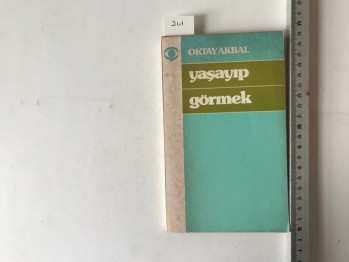 261
OKTAY AKBAL
yaşayıp
görmek